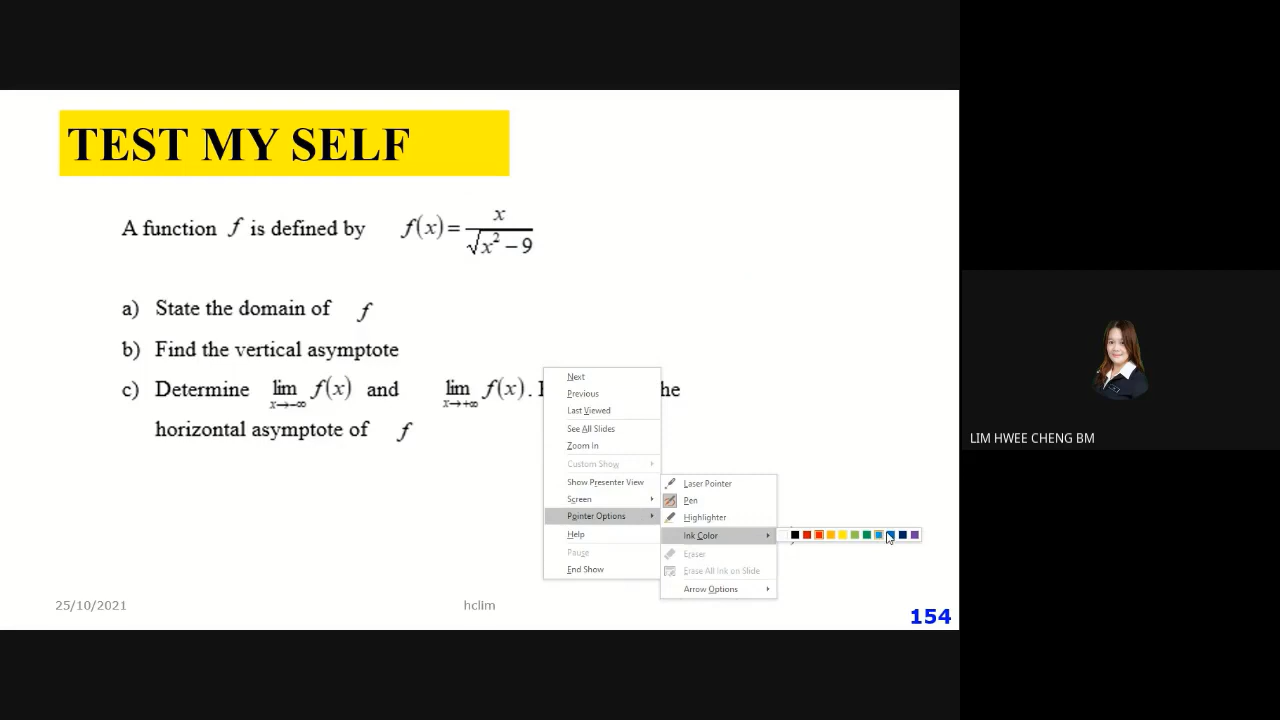 TEST MY SELF
A function f is defined by f(x) = x / √x² − 9
a) State the domain of f
b) Find the vertical asymptote
c) Determine lim x→−∞ f(x) and lim x→+∞ f(x). he
horizontal asymptote of f
Next
Previous
Last Viewed
See All Slides
Zoom In
Custom Show
Show Presenter View
Screen
Pointer Options
Help
Pause
End Show
Laser Pointer
Pen
Highlighter
Ink Color
Eraser
Erase All Ink on Slide
Arrow Options
25/10/2021
hclim
154
LIM HWEE CHENG BM